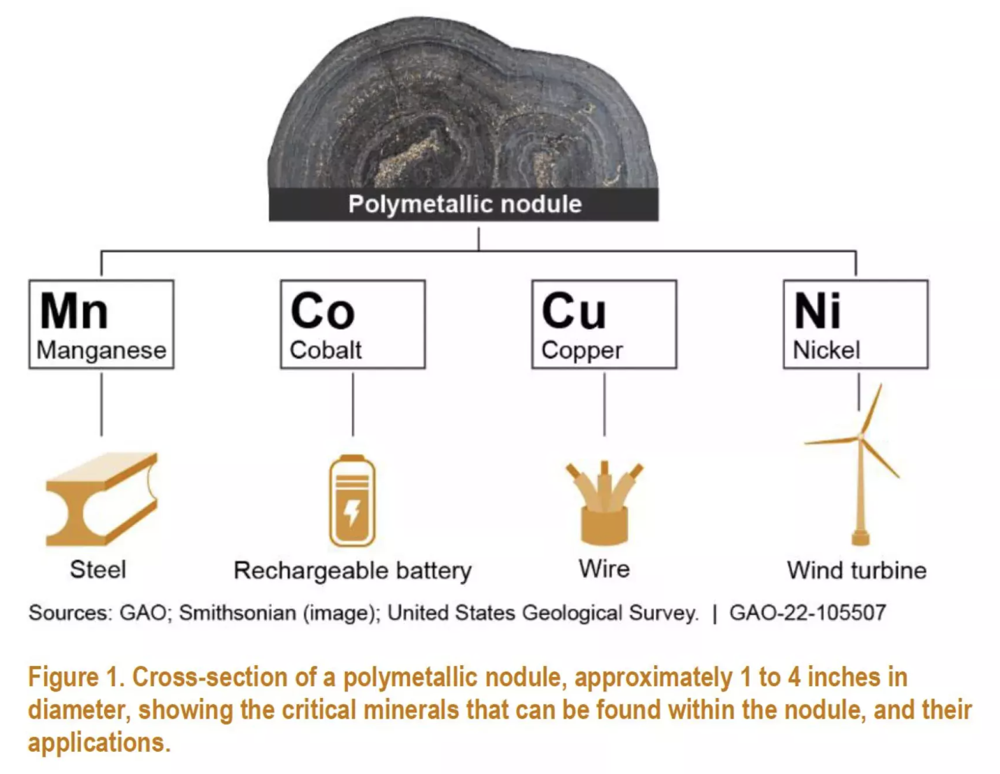 Polymetallic nodule
Mn
Manganese
Co
Cobalt
Cu
Copper
Ni
Nickel
Steel
Rechargeable battery
Wire
Wind turbine
Sources: GAO; Smithsonian (image); United States Geological Survey. | GAO-22-105507
Figure 1. Cross-section of a polymetallic nodule, approximately 1 to 4 inches in
diameter, showing the critical minerals that can be found within the nodule, and their
applications.